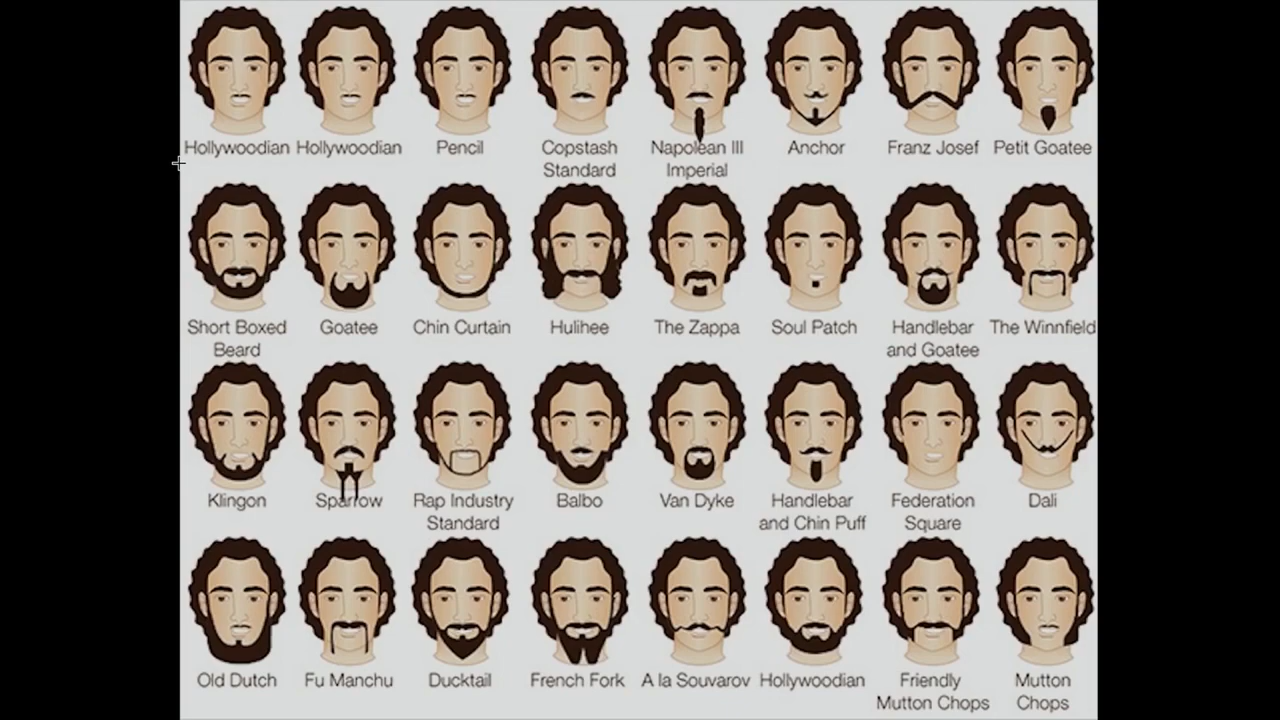 Hollywoodian Hollywoodian Pencil Copstash Napolean III Anchor Franz Josef Petit Goatee
Standard Imperial
Short Boxed Goatee Chin Curtain Hulihee The Zappa Soul Patch Handlebar The Winnfield
Beard and Goatee
Klingon Sparrow Rap Industry Balbo Van Dyke Handlebar Federation Dali
Standard and Chin Puff Square
Old Dutch Fu Manchu Ducktail French Fork A la Souvarov Hollywoodian Friendly Mutton
Mutton Chops Chops